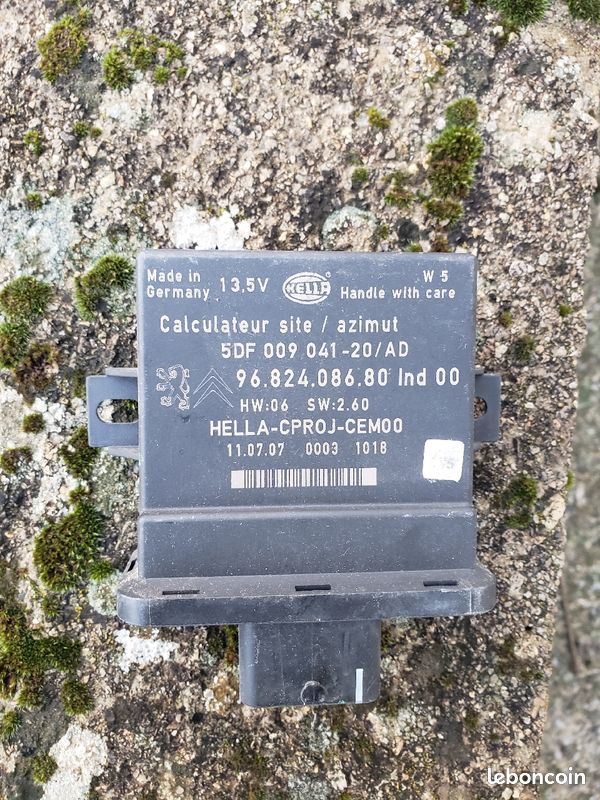 Made in
Germany 13,5V HELLA W 5
Handle with care
Calculateur site / azimut
5DF 009 041-20/AD
96.824.086.80 Ind 00
HW:06 SW:2.60
HELLA-CPROJ-CEM00
11.07.07 0003 1018
leboncoin